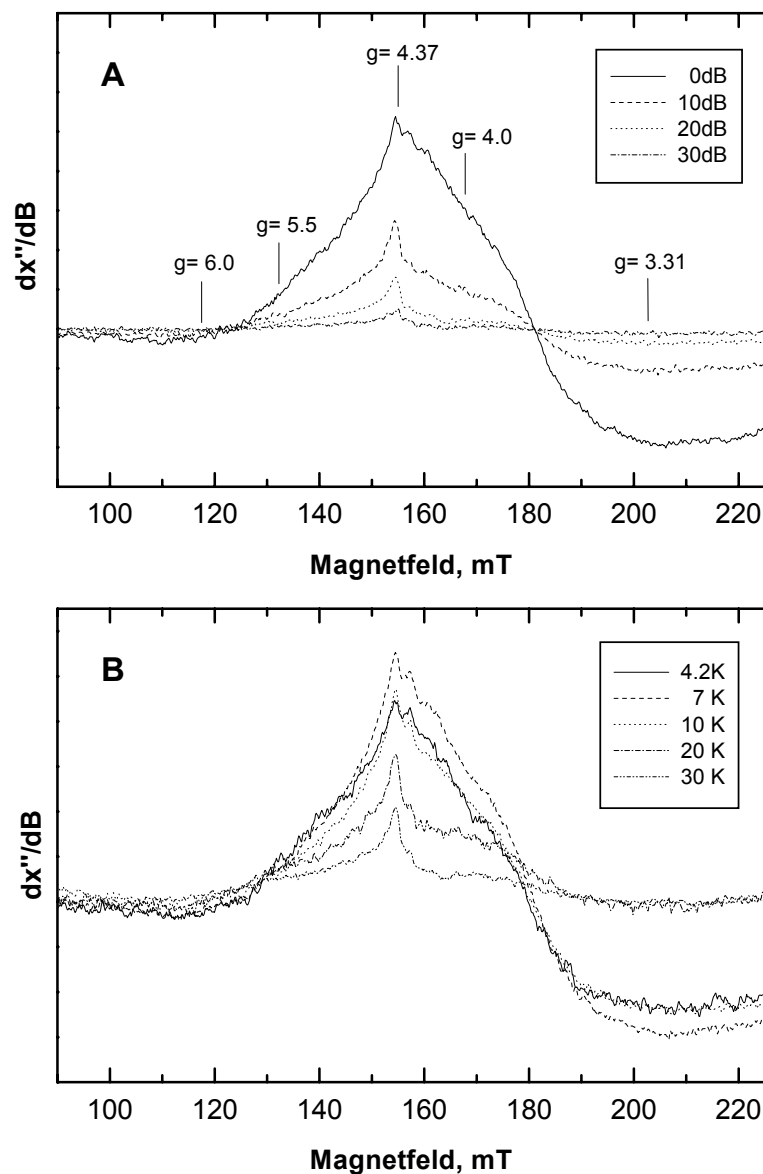 A
g= 4.37
g= 4.0
g= 5.5
g= 6.0
g= 3.31
0dB
10dB
20dB
30dB
dx''/dB
100 120 140 160 180 200 220
Magnetfeld, mT
B
4.2K
7 K
10 K
20 K
30 K
dx''/dB
100 120 140 160 180 200 220
Magnetfeld, mT